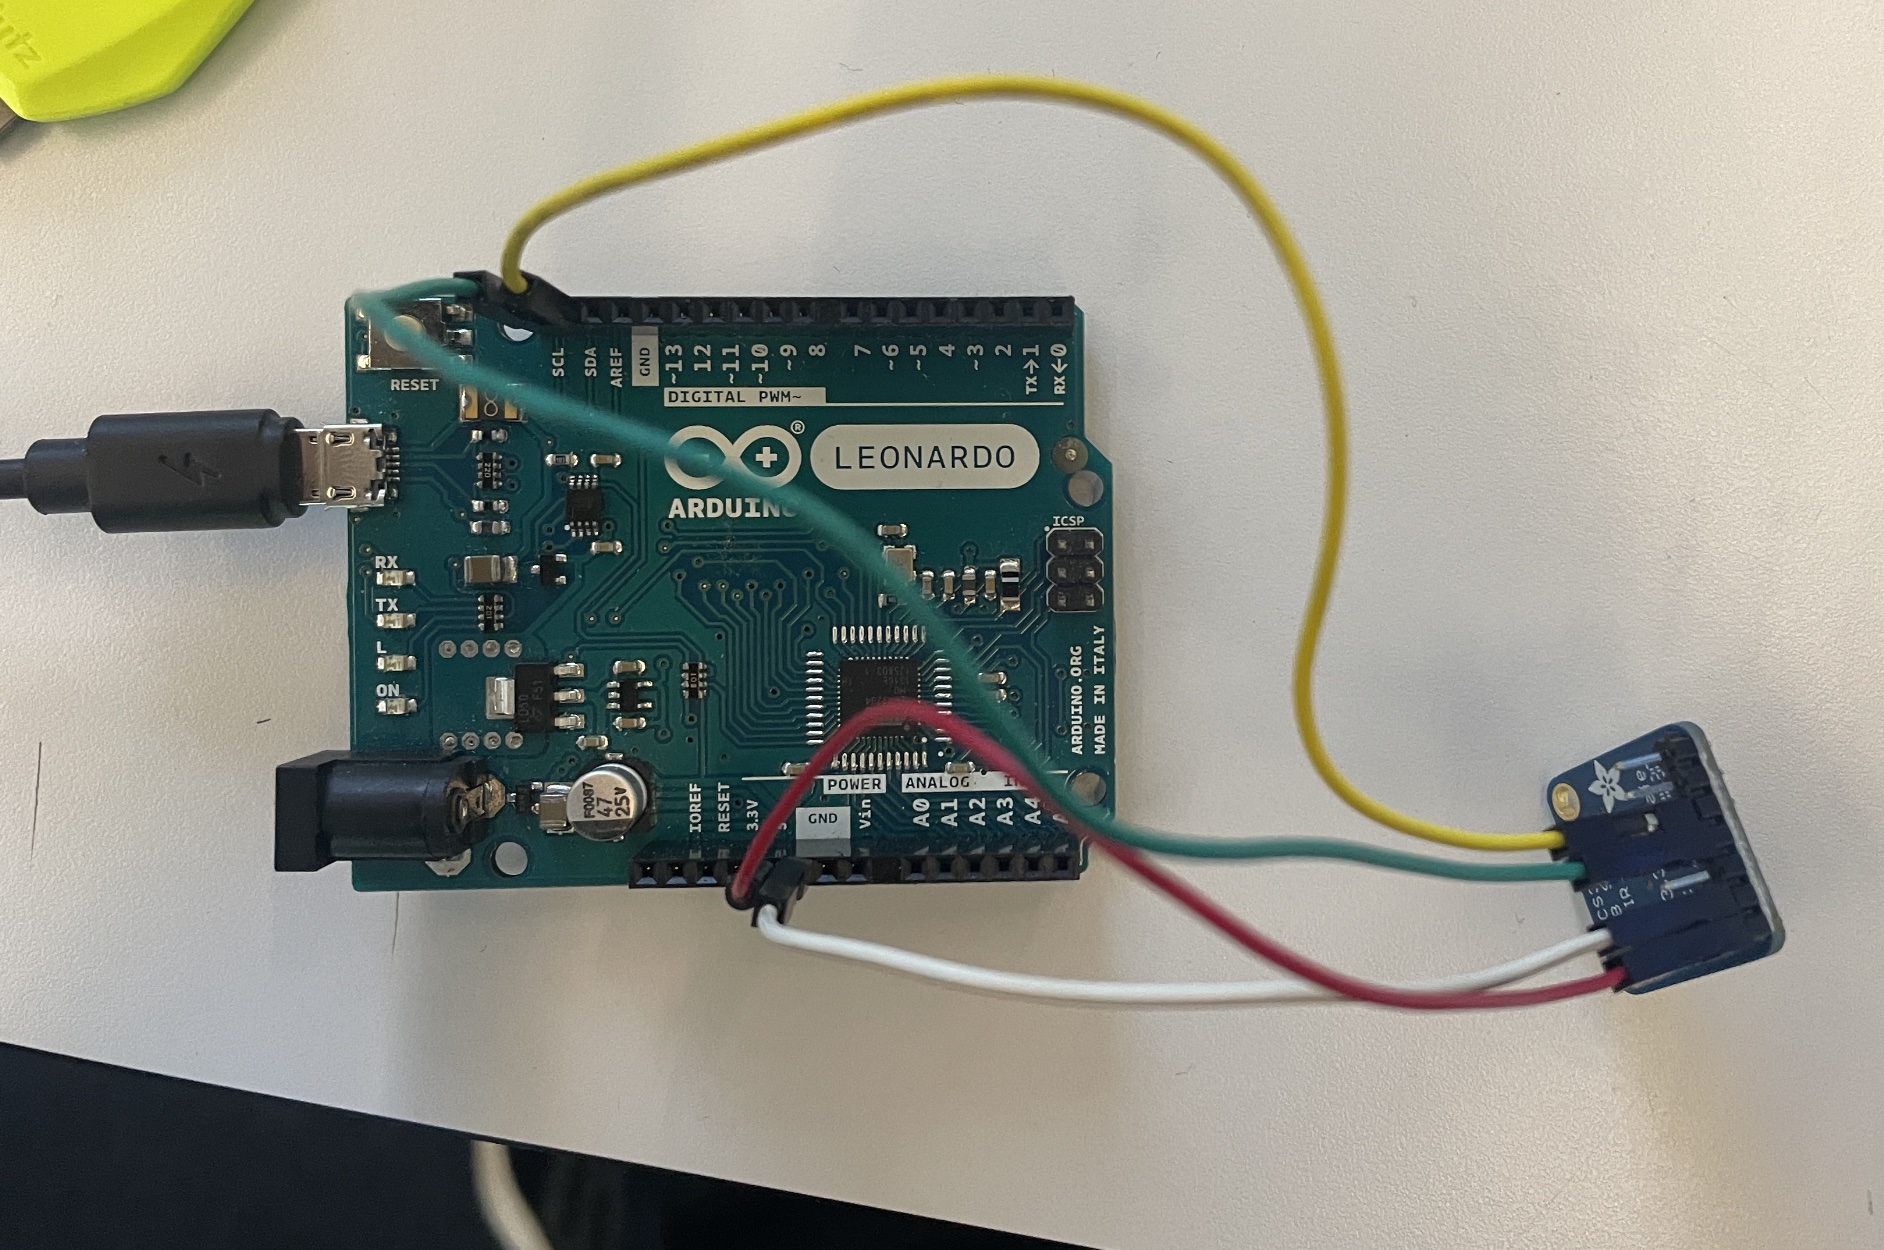 RESET
SCL
SDA
AREF
GND
~13
12
~11
~10
~9
8
7
~6
~5
4
~3
2
TX→1
RX←0
DIGITAL PWM~
LEONARDO
ARDUINO
ICSP
RX
TX
L
ON
ARDUINO.ORG
MADE IN ITALY
47
25V
POWER
ANALOG
IOREF
RESET
3.3V
GND
Vin
A0
A1
A2
A3
A4